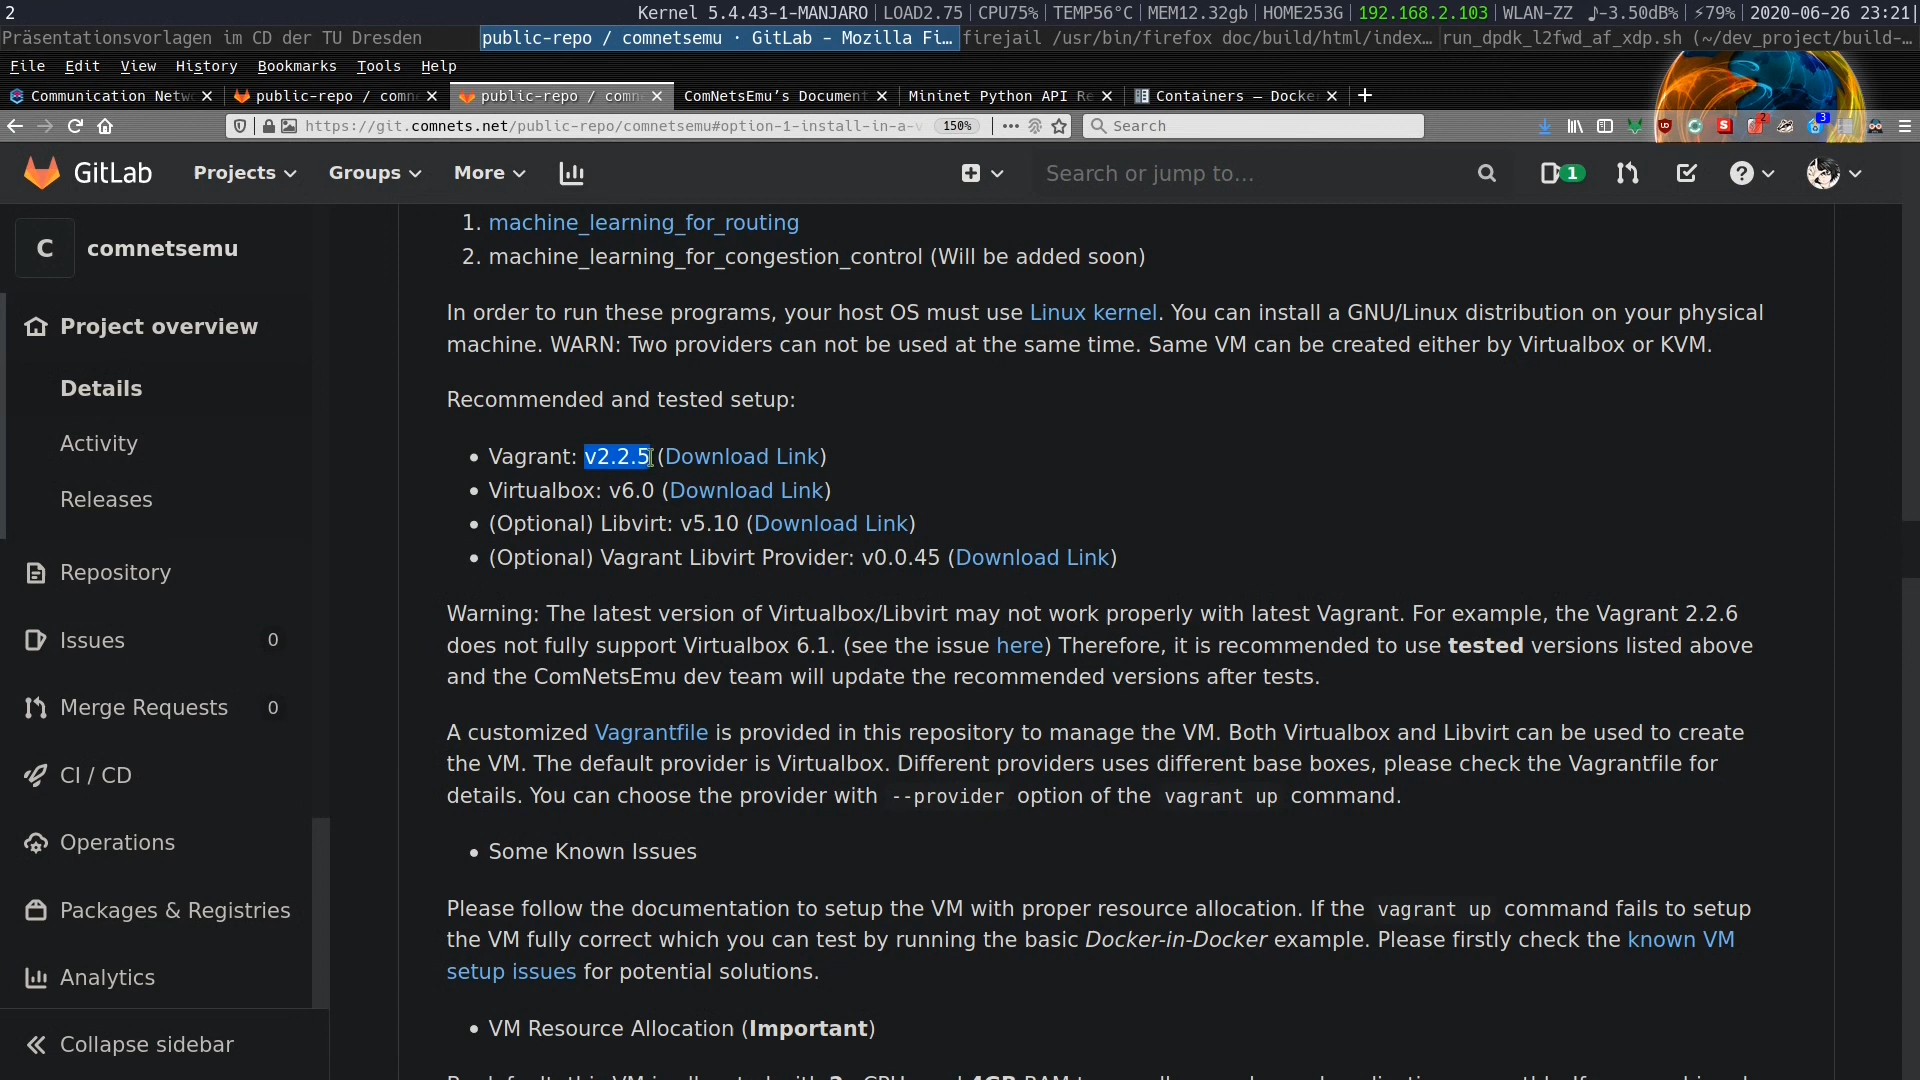 2 Kernel 5.4.43-1-MANJARO LOAD2.75 CPU75% TEMP56°C MEM12.32gb HOME253G 192.168.2.103 WLAN-ZZ ♪-3.50dB% ⚡79% 2020-06-26 23:21
Präsentationsvorlagen im CD der TU Dresden public-repo / comnetsemu · GitLab - Mozilla Fi… firejail /usr/bin/firefox doc/build/html/index… run_dpdk_l2fwd_af_xdp.sh (~/dev_project/build-…
File Edit View History Bookmarks Tools Help
Communication Netw public-repo / comne public-repo / comne ComNetsEmu's Document Mininet Python API Re Containers — Docke
https://git.comnets.net/public-repo/comnetsemu#option-1-install-in-a-v 150% Search
GitLab Projects Groups More Search or jump to… 1
C comnetsemu
Project overview
Details
Activity
Releases
Repository
Issues 0
Merge Requests 0
CI / CD
Operations
Packages & Registries
Analytics
Collapse sidebar
1. machine_learning_for_routing
2. machine_learning_for_congestion_control (Will be added soon)
In order to run these programs, your host OS must use Linux kernel. You can install a GNU/Linux distribution on your physical
machine. WARN: Two providers can not be used at the same time. Same VM can be created either by Virtualbox or KVM.
Recommended and tested setup:
• Vagrant: v2.2.5 (Download Link)
• Virtualbox: v6.0 (Download Link)
• (Optional) Libvirt: v5.10 (Download Link)
• (Optional) Vagrant Libvirt Provider: v0.0.45 (Download Link)
Warning: The latest version of Virtualbox/Libvirt may not work properly with latest Vagrant. For example, the Vagrant 2.2.6
does not fully support Virtualbox 6.1. (see the issue here) Therefore, it is recommended to use tested versions listed above
and the ComNetsEmu dev team will update the recommended versions after tests.
A customized Vagrantfile is provided in this repository to manage the VM. Both Virtualbox and Libvirt can be used to create
the VM. The default provider is Virtualbox. Different providers uses different base boxes, please check the Vagrantfile for
details. You can choose the provider with --provider option of the vagrant up command.
• Some Known Issues
Please follow the documentation to setup the VM with proper resource allocation. If the vagrant up command fails to setup
the VM fully correct which you can test by running the basic Docker-in-Docker example. Please firstly check the known VM
setup issues for potential solutions.
• VM Resource Allocation (Important)